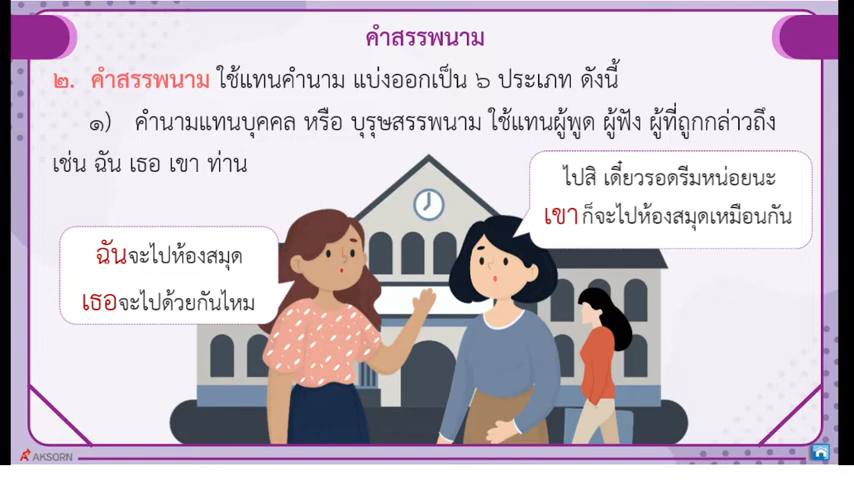 คำสรรพนาม
๒. คำสรรพนาม ใช้แทนคำนาม แบ่งออกเป็น ๖ ประเภท ดังนี้
๑) คำนามแทนบุคคล หรือ บุรุษสรรพนาม ใช้แทนผู้พูด ผู้ฟัง ผู้ที่ถูกกล่าวถึง
เช่น ฉัน เธอ เขา ท่าน
ฉันจะไปห้องสมุด
เธอจะไปด้วยกันไหม
ไปสิ เดี๋ยวรอดรีมหน่อยนะ
เขาก็จะไปห้องสมุดเหมือนกัน
AKSORN